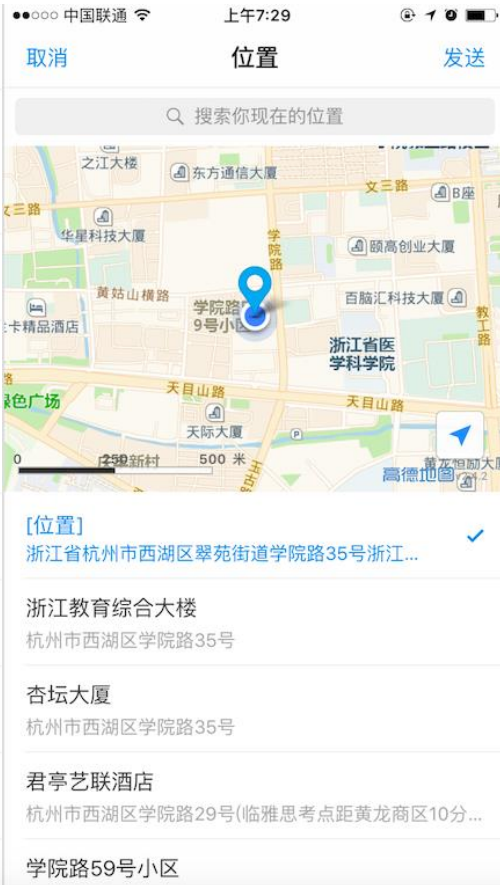 中国联通 上午7:29
取消 位置 发送
搜索你现在的位置
之江大楼
东方通信大厦
文三路
B座
文三路
华星科技大厦
学院路
颐高创业大厦
黄姑山横路
百脑汇科技大厦
学院路
9号小区
卡精品酒店
教工路
浙江省医
学科学院
天目山路
绿色广场
天目山路
天际大厦
P
0 250 500 米
新村
黄龙恒励大
高德地图
[位置]
浙江省杭州市西湖区翠苑街道学院路35号浙江...
浙江教育综合大楼
杭州市西湖区学院路35号
杏坛大厦
杭州市西湖区学院路35号
君亭艺联酒店
杭州市西湖区学院路29号(临雅思考点距黄龙商区10分...
学院路59号小区